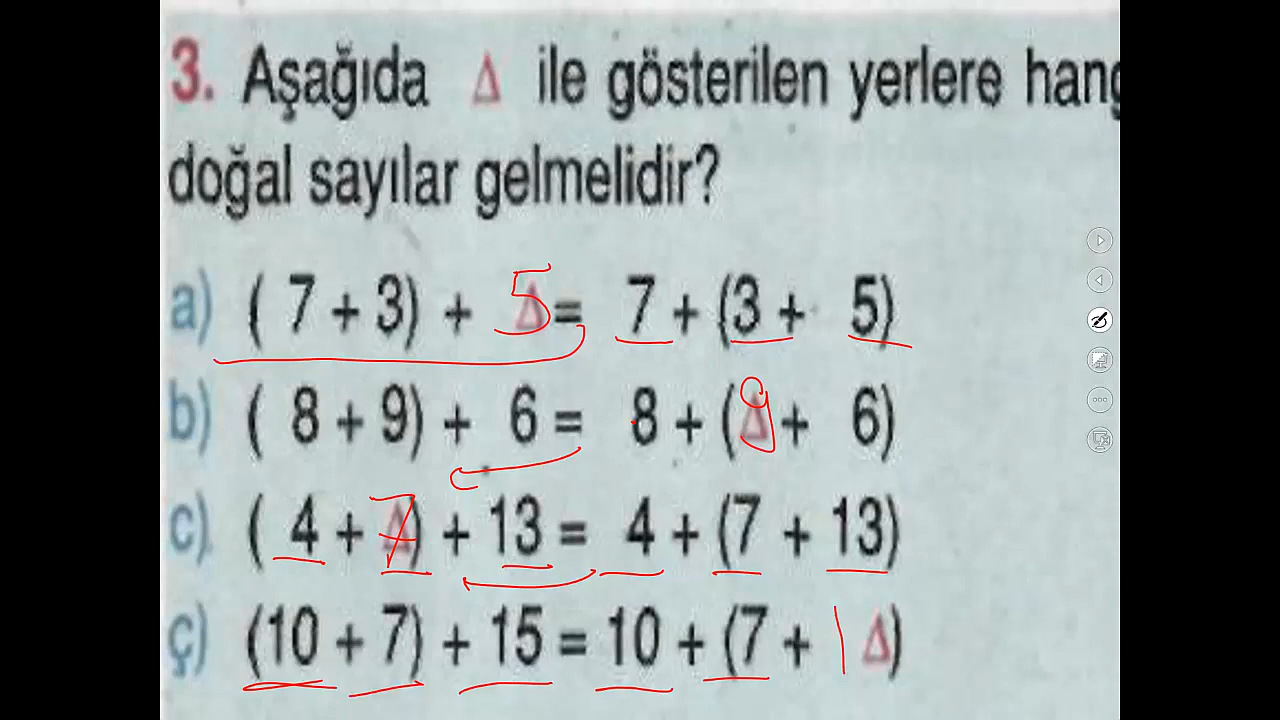 3. Aşağıda Δ ile gösterilen yerlere hang
doğal sayılar gelmelidir?
a) ( 7 + 3) + 5 Δ = 7 + (3 + 5)
b) ( 8 + 9) + 6 = 8 + (Δ 9 + 6)
c) ( 4 + Δ 7) + 13 = 4 + (7 + 13)
ç) (10 + 7) + 15 = 10 + (7 + 1 Δ)